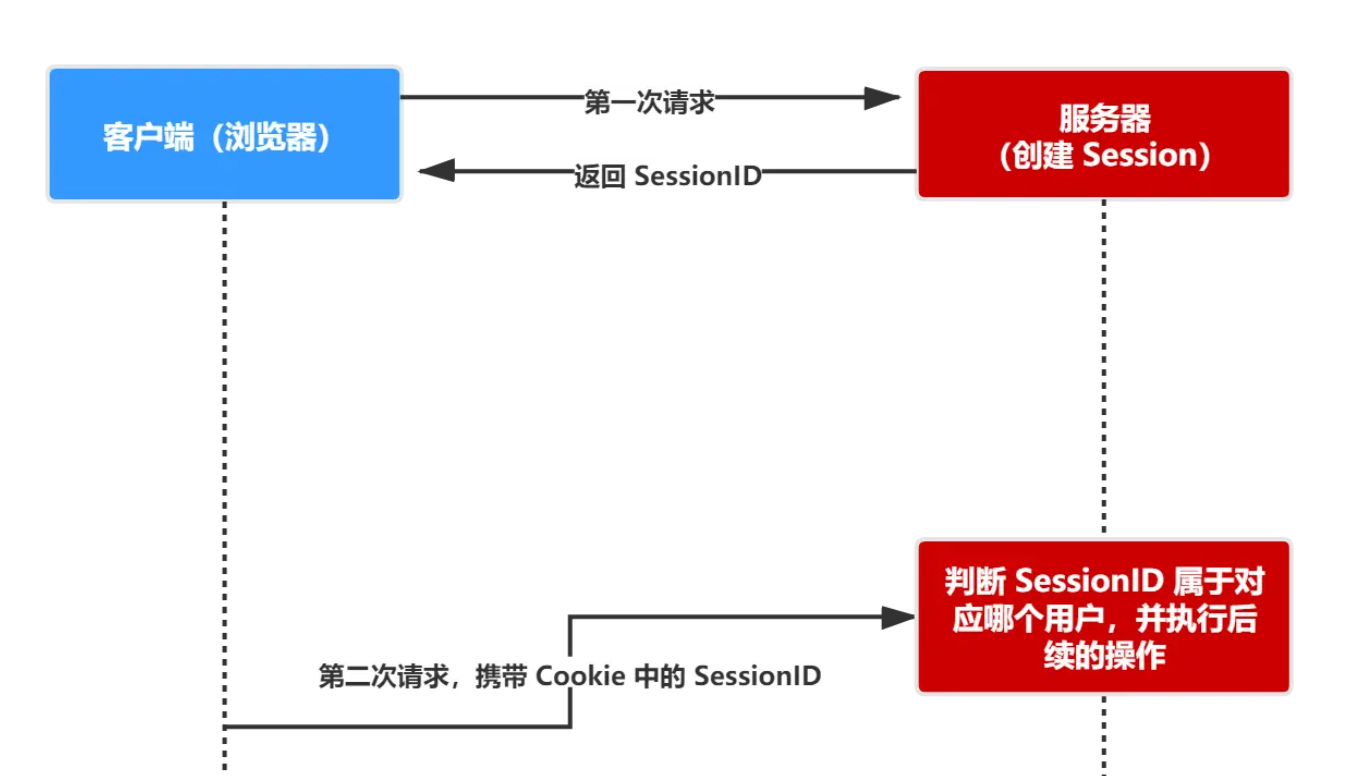 第一次请求
客户端（浏览器）
服务器
(创建 Session)
返回 SessionID
判断 SessionID 属于对
应哪个用户，并执行后
续的操作
第二次请求，携带 Cookie 中的 SessionID